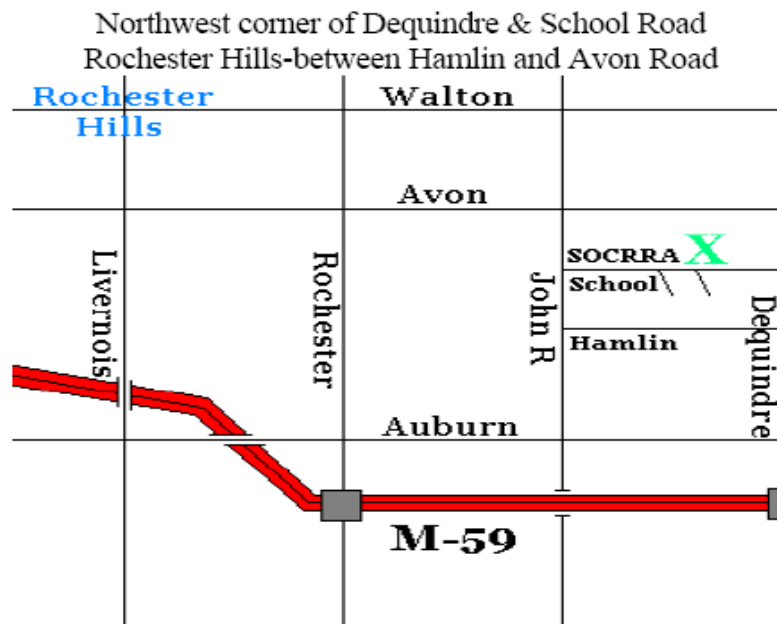 Northwest corner of Dequindre & School Road
Rochester Hills-between Hamlin and Avon Road
Rochester
Hills
Walton
Avon
Livernois
Rochester
John R
SOCRRA X
School
Hamlin
Dequindre
Auburn
M-59